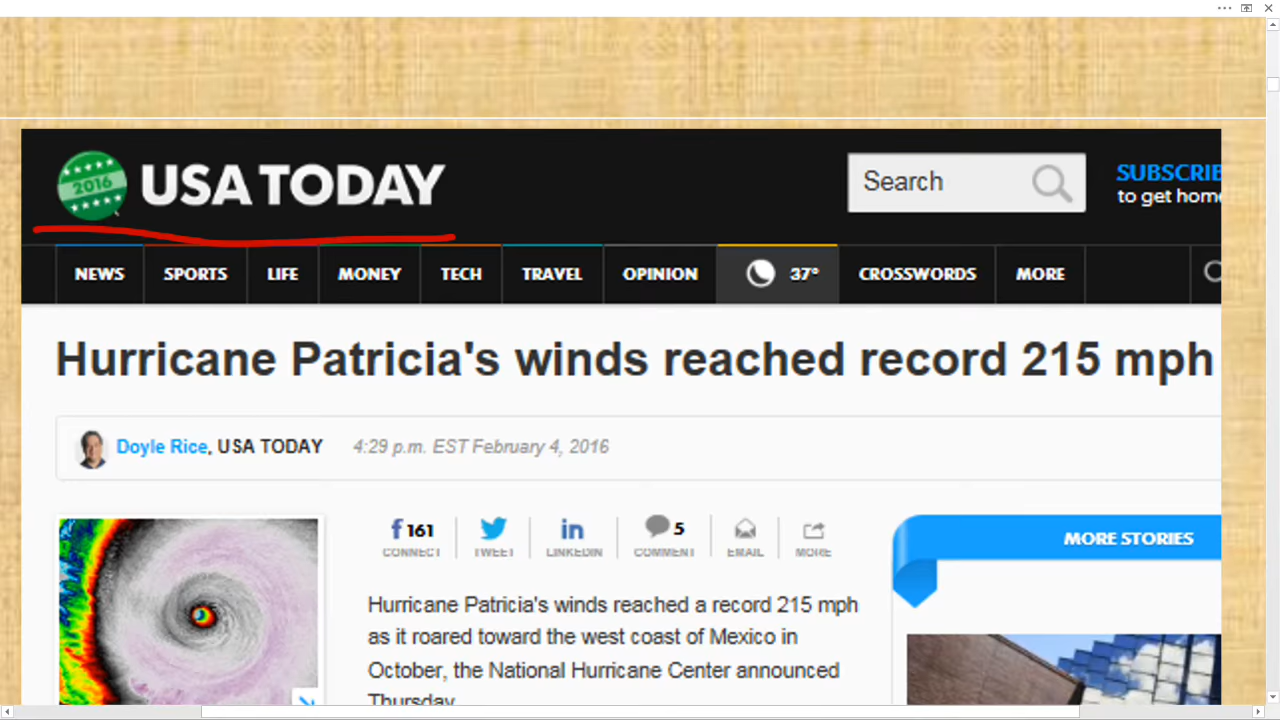 2016
USA TODAY
Search
SUBSCRIBE
to get home
NEWS SPORTS LIFE MONEY TECH TRAVEL OPINION 37° CROSSWORDS MORE
Hurricane Patricia's winds reached record 215 mph
Doyle Rice, USA TODAY 4:29 p.m. EST February 4, 2016
161 5
CONNECT TWEET LINKEDIN COMMENT EMAIL MORE
MORE STORIES
Hurricane Patricia's winds reached a record 215 mph
as it roared toward the west coast of Mexico in
October, the National Hurricane Center announced
Thursday